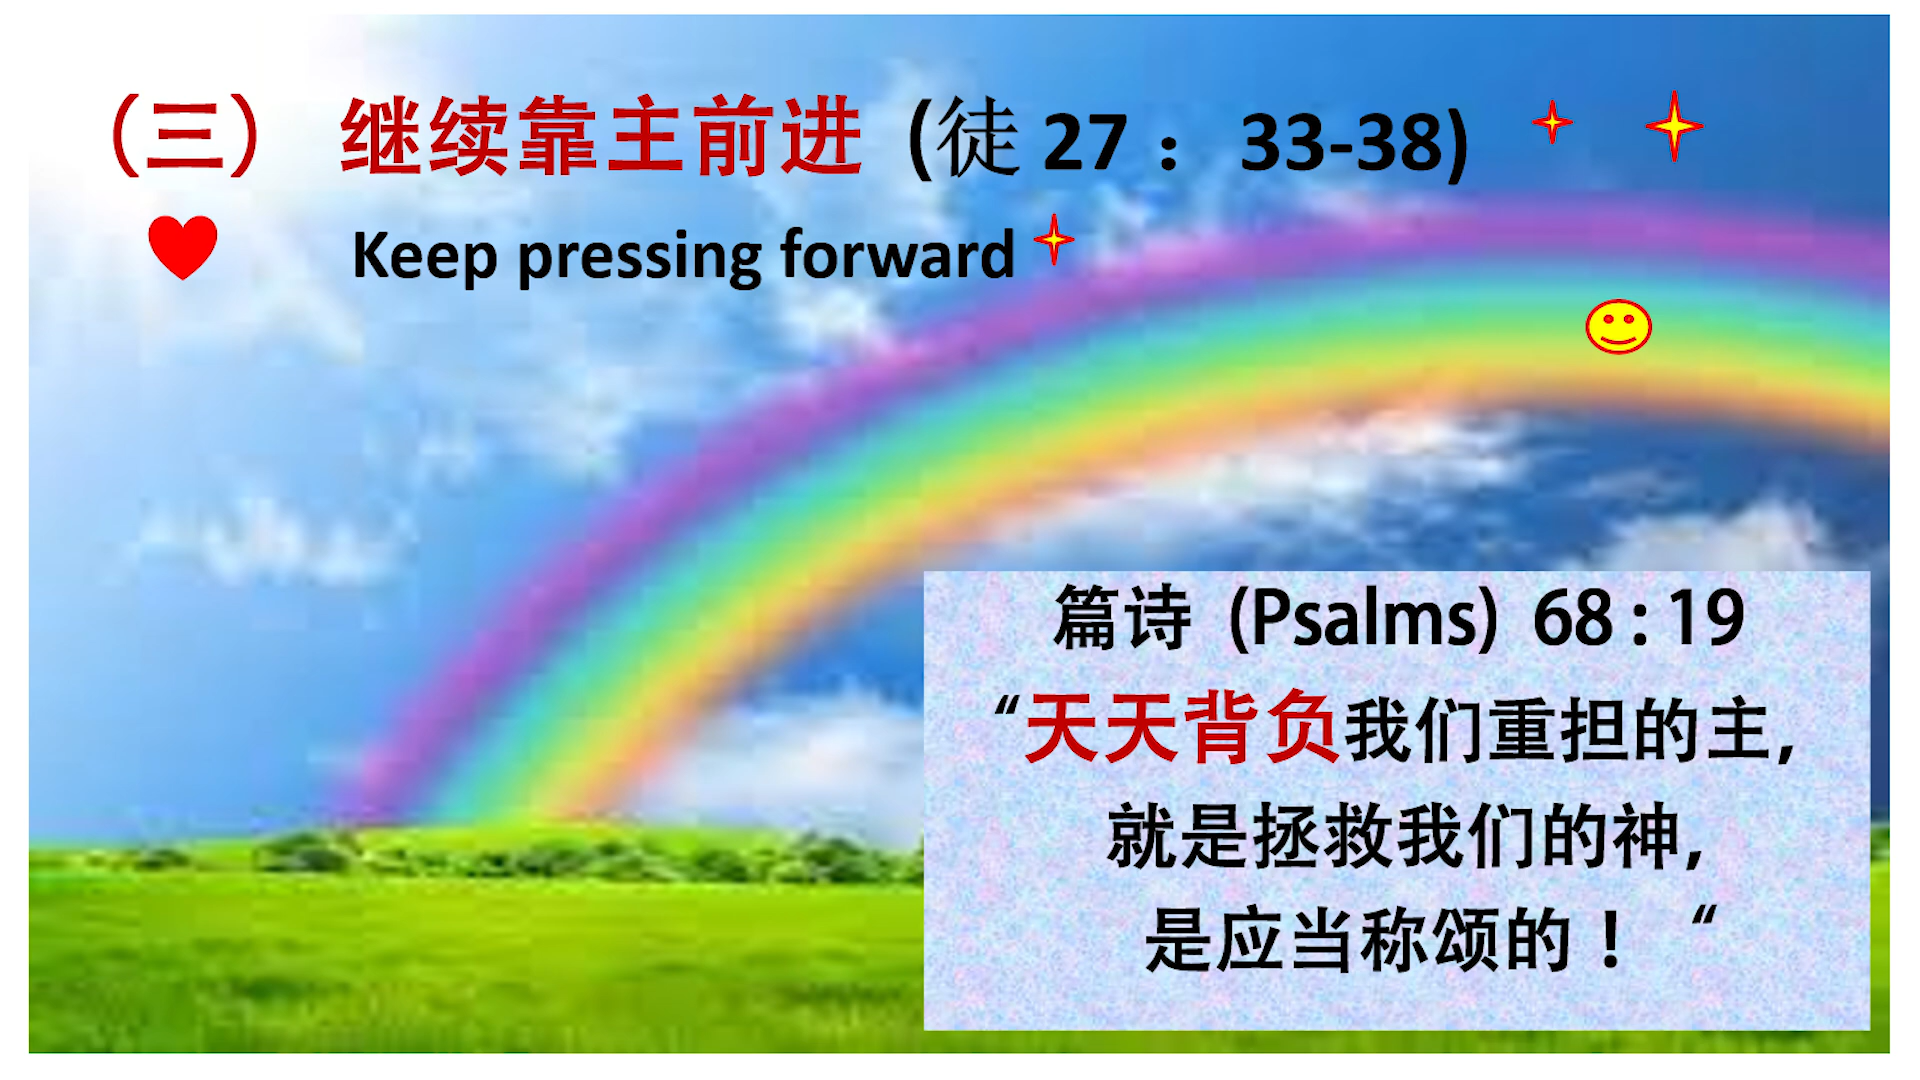 （三） 继续靠主前进 (徒 27： 33-38)
Keep pressing forward
篇诗 (Psalms) 68 : 19
“天天背负我们重担的主,
就是拯救我们的神,
是应当称颂的！ “